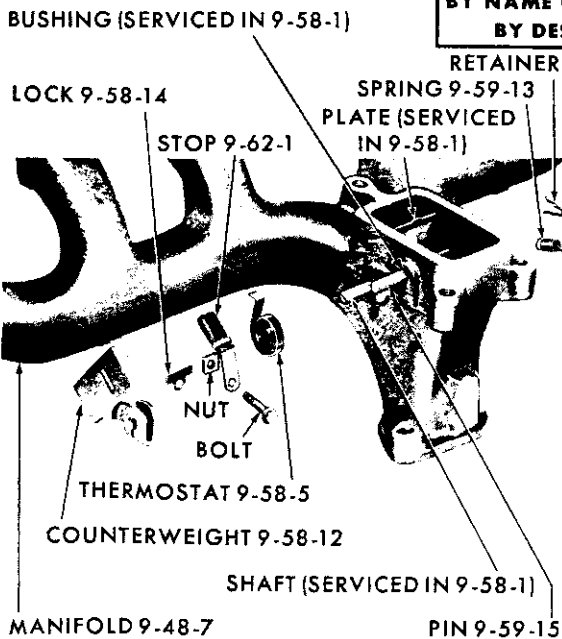 BUSHING (SERVICED IN 9-58-1)
BY NAME
BY DES
RETAINER
LOCK 9-58-14
SPRING 9-59-13
PLATE (SERVICED
IN 9-58-1)
STOP 9-62-1
NUT
BOLT
THERMOSTAT 9-58-5
COUNTERWEIGHT 9-58-12
SHAFT (SERVICED IN 9-58-1)
MANIFOLD 9-48-7
PIN 9-59-15